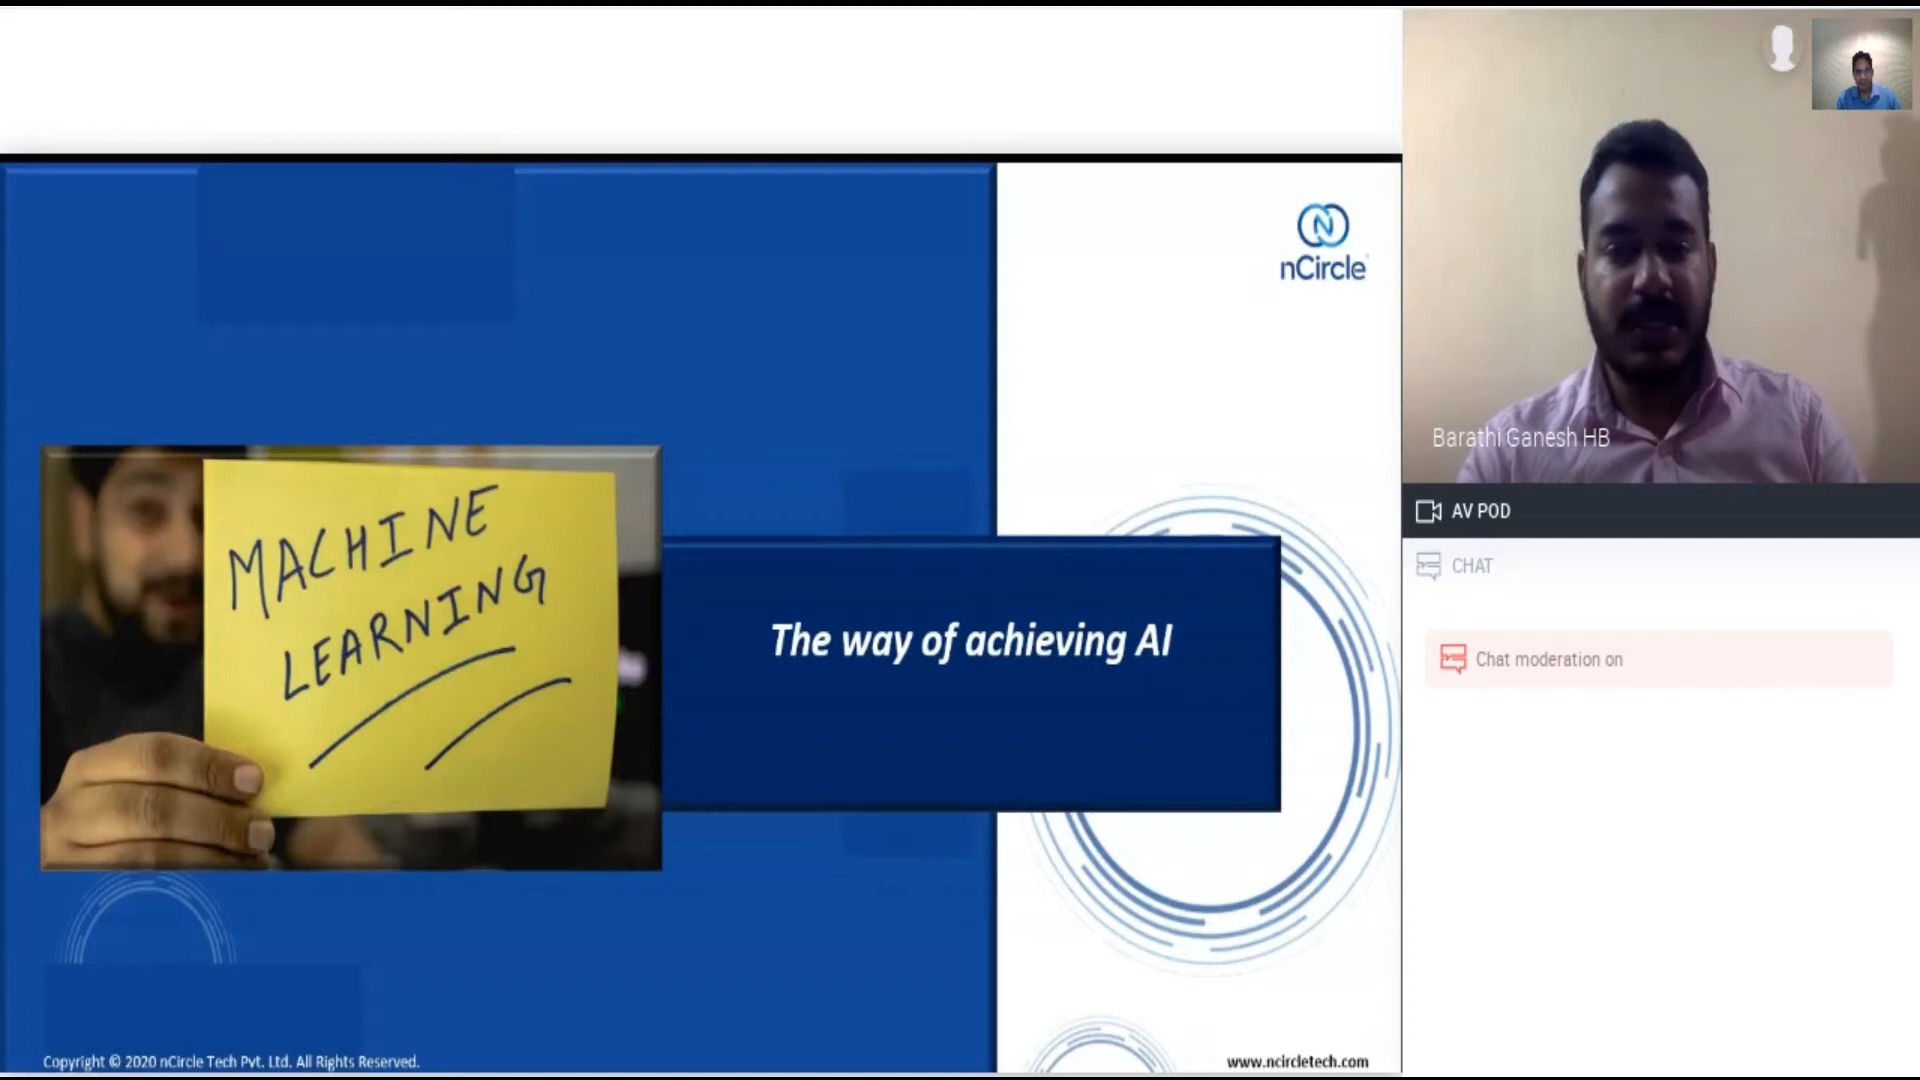 nCircle
MACHINE
LEARNING
The way of achieving AI
Copyright © 2020 nCircle Tech Pvt. Ltd. All Rights Reserved.
www.ncircletech.com
Barathi Ganesh HB
AV POD
CHAT
Chat moderation on